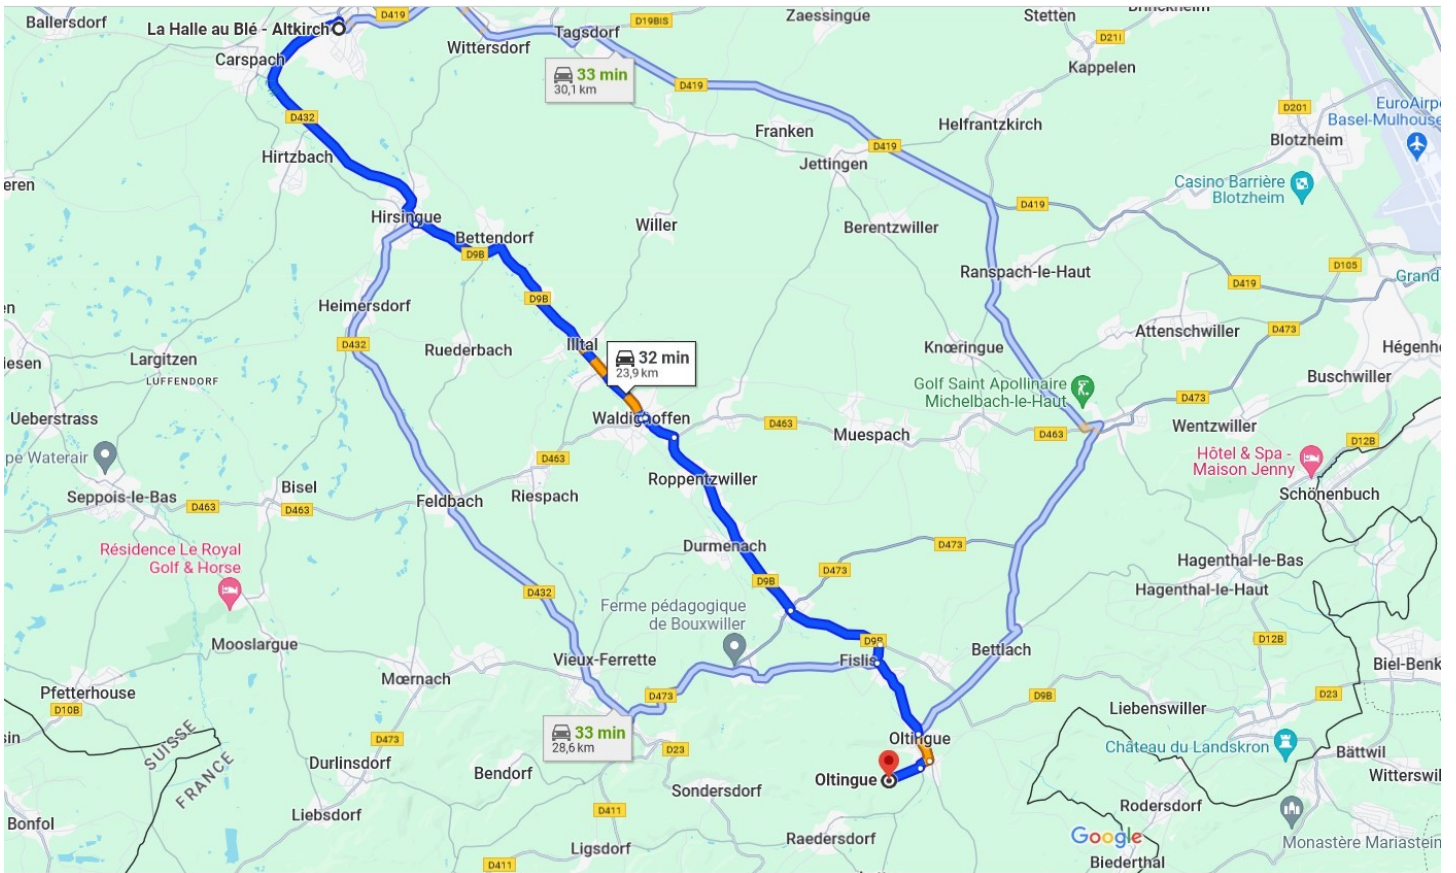 Ballersdorf
La Halle au Blé - Altkirch
D419
D19BIS
Zaessingue
Stetten
Carspach
Wittersdorf
Tagsdorf
D21I
Kappelen
33 min
30,1 km
D419
D432
D201
EuroAirp
Basel-Mulhouse
Franken
Helfrantzkirch
Blotzheim
Hirtzbach
D419
Jettingen
eren
Casino Barrière
Blotzheim
Hirsingue
D419
Willer
Berentzwiller
Bettendorf
D9B
Ranspach-le-Haut
D105
Grand
D419
Heimersdorf
D9B
en
Attenschwiller
D473
D432
Illtal
Ruederbach
Knœringue
Hégenhe
iesen
Largitzen
LUFFENDORF
32 min
23,9 km
Golf Saint Apollinaire
Michelbach-le-Haut
Buschwiller
D473
Ueberstrass
Waldighoffen
D463
Muespach
D463
Wentzwiller
D12B
pe Waterair
D463
Hôtel & Spa -
Maison Jenny
Seppois-le-Bas
Bisel
Riespach
Roppentzwiller
Schönenbuch
D463
D463
Feldbach
Résidence Le Royal
Golf & Horse
Durmenach
D473
Hagenthal-le-Bas
D473
D9B
Hagenthal-le-Haut
D432
Ferme pédagogique
de Bouxwiller
Mooslargue
D9B
D12B
Vieux-Ferrette
Fislis
Bettlach
Biel-Benk
Mœrnach
Pfetterhouse
D10B
D473
D9B
D23
Liebenswiller
SUISSE
FRANCE
sin
33 min
28,6 km
D473
D23
Oltingue
Château du Landskron
Bättwil
Durlinsdorf
Bendorf
Oltingue
Witterswil
Sondersdorf
Liebsdorf
D411
Rodersdorf
Bonfol
Raedersdorf
Google
Monastère Mariastein
Ligsdorf
D411
Biederthal